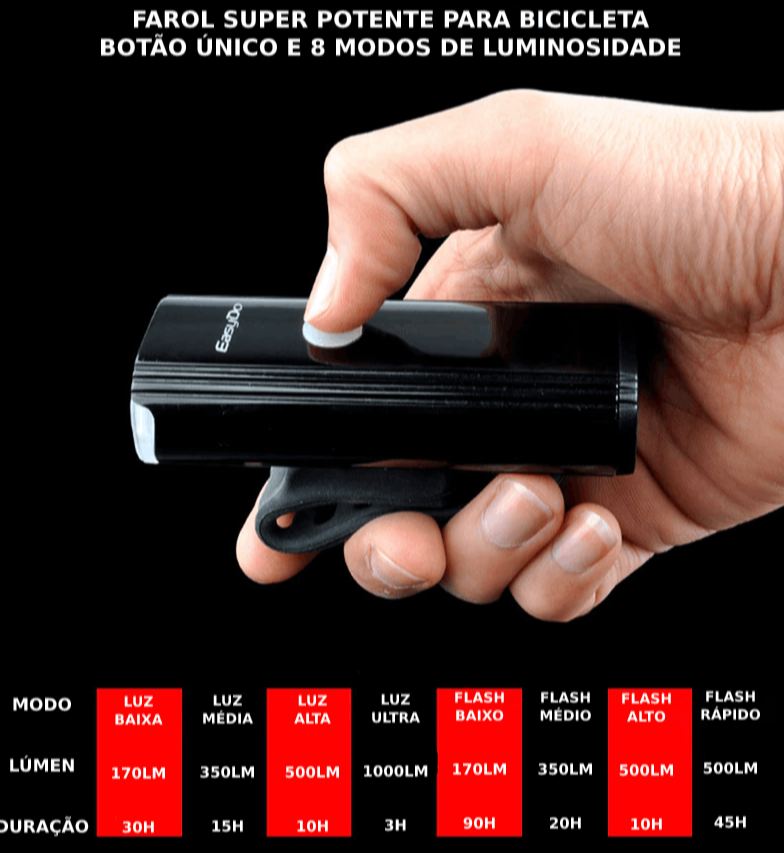 FAROL SUPER POTENTE PARA BICICLETA
BOTÃO ÚNICO E 8 MODOS DE LUMINOSIDADE
EasyDo
MODO LUZ BAIXA LUZ MÉDIA LUZ ALTA LUZ ULTRA FLASH BAIXO FLASH MÉDIO FLASH ALTO FLASH RÁPIDO
LÚMEN 170LM 350LM 500LM 1000LM 170LM 350LM 500LM 500LM
DURAÇÃO 30H 15H 10H 3H 90H 20H 10H 45H